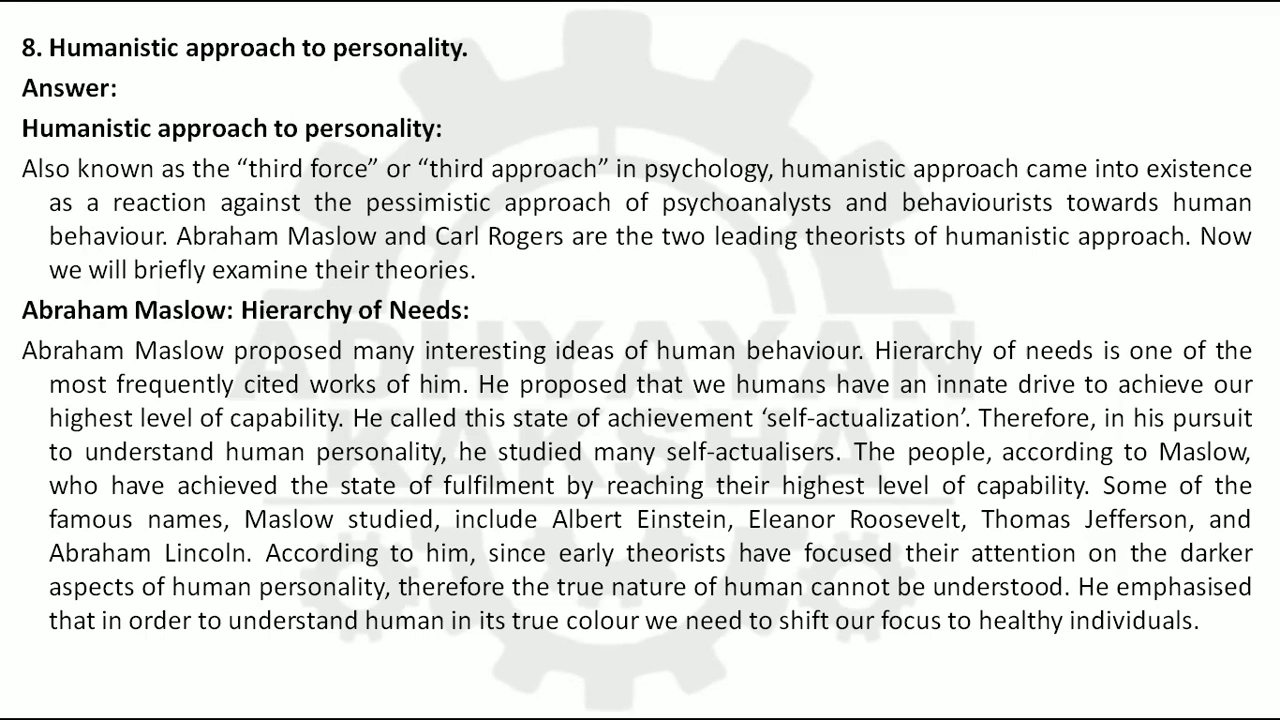 8. Humanistic approach to personality.
Answer:
Humanistic approach to personality:
Also known as the “third force” or “third approach” in psychology, humanistic approach came into existence
as a reaction against the pessimistic approach of psychoanalysts and behaviourists towards human
behaviour. Abraham Maslow and Carl Rogers are the two leading theorists of humanistic approach. Now
we will briefly examine their theories.
Abraham Maslow: Hierarchy of Needs:
Abraham Maslow proposed many interesting ideas of human behaviour. Hierarchy of needs is one of the
most frequently cited works of him. He proposed that we humans have an innate drive to achieve our
highest level of capability. He called this state of achievement ‘self-actualization’. Therefore, in his pursuit
to understand human personality, he studied many self-actualisers. The people, according to Maslow,
who have achieved the state of fulfilment by reaching their highest level of capability. Some of the
famous names, Maslow studied, include Albert Einstein, Eleanor Roosevelt, Thomas Jefferson, and
Abraham Lincoln. According to him, since early theorists have focused their attention on the darker
aspects of human personality, therefore the true nature of human cannot be understood. He emphasised
that in order to understand human in its true colour we need to shift our focus to healthy individuals.
ADHYAYAN
KAKSHA